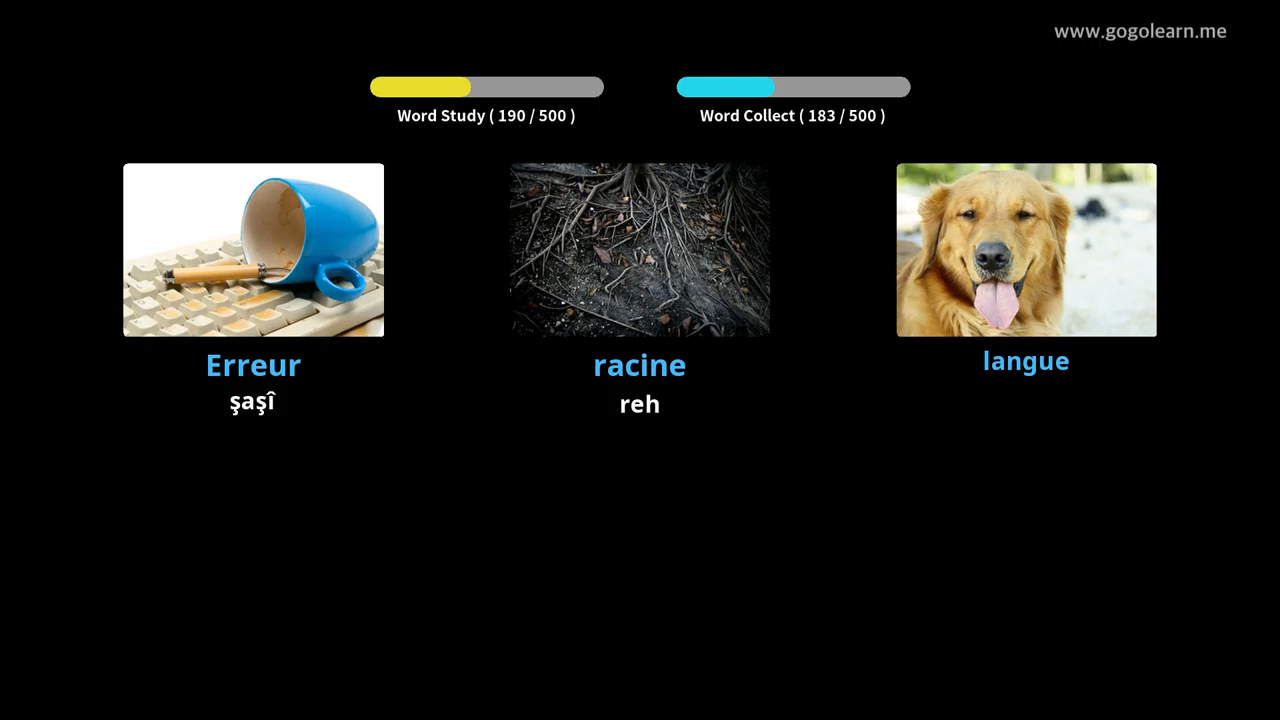 www.gogolearn.me
Word Study ( 190 / 500 )
Word Collect ( 183 / 500 )
Erreur
şaşî
racine
reh
langue